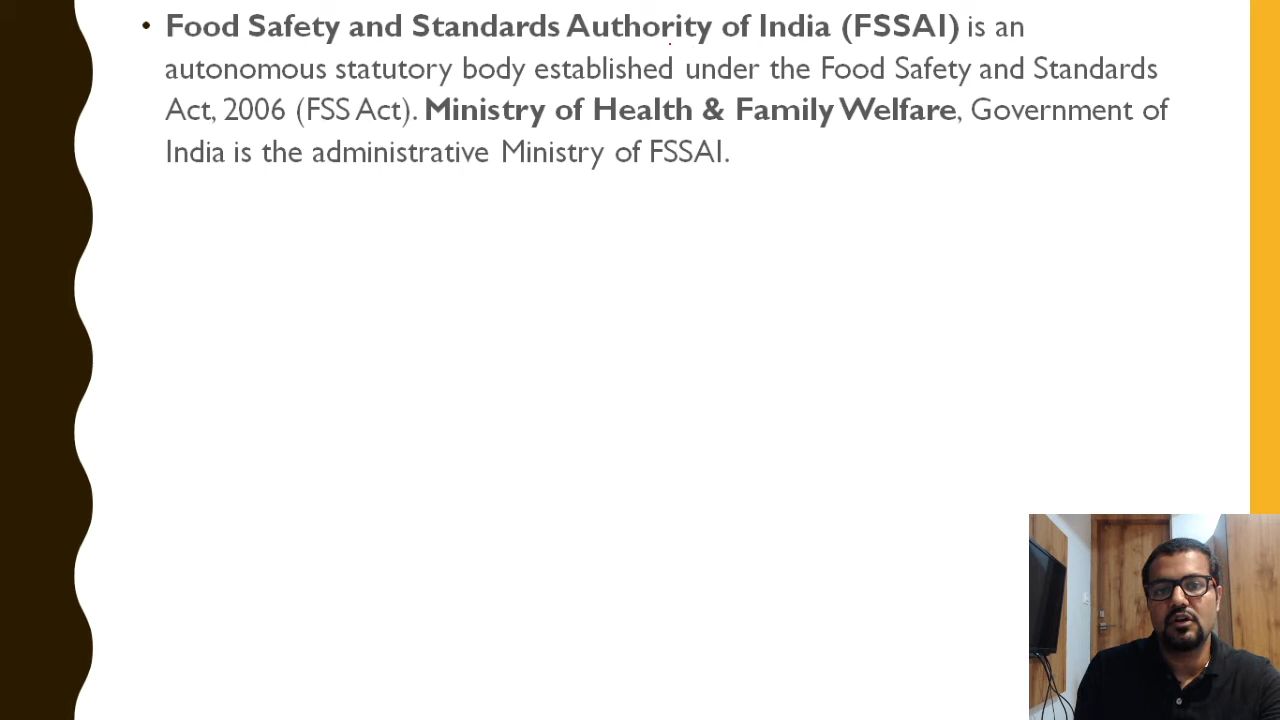 • Food Safety and Standards Authority of India (FSSAI) is an
autonomous statutory body established under the Food Safety and Standards
Act, 2006 (FSS Act). Ministry of Health & Family Welfare, Government of
India is the administrative Ministry of FSSAI.